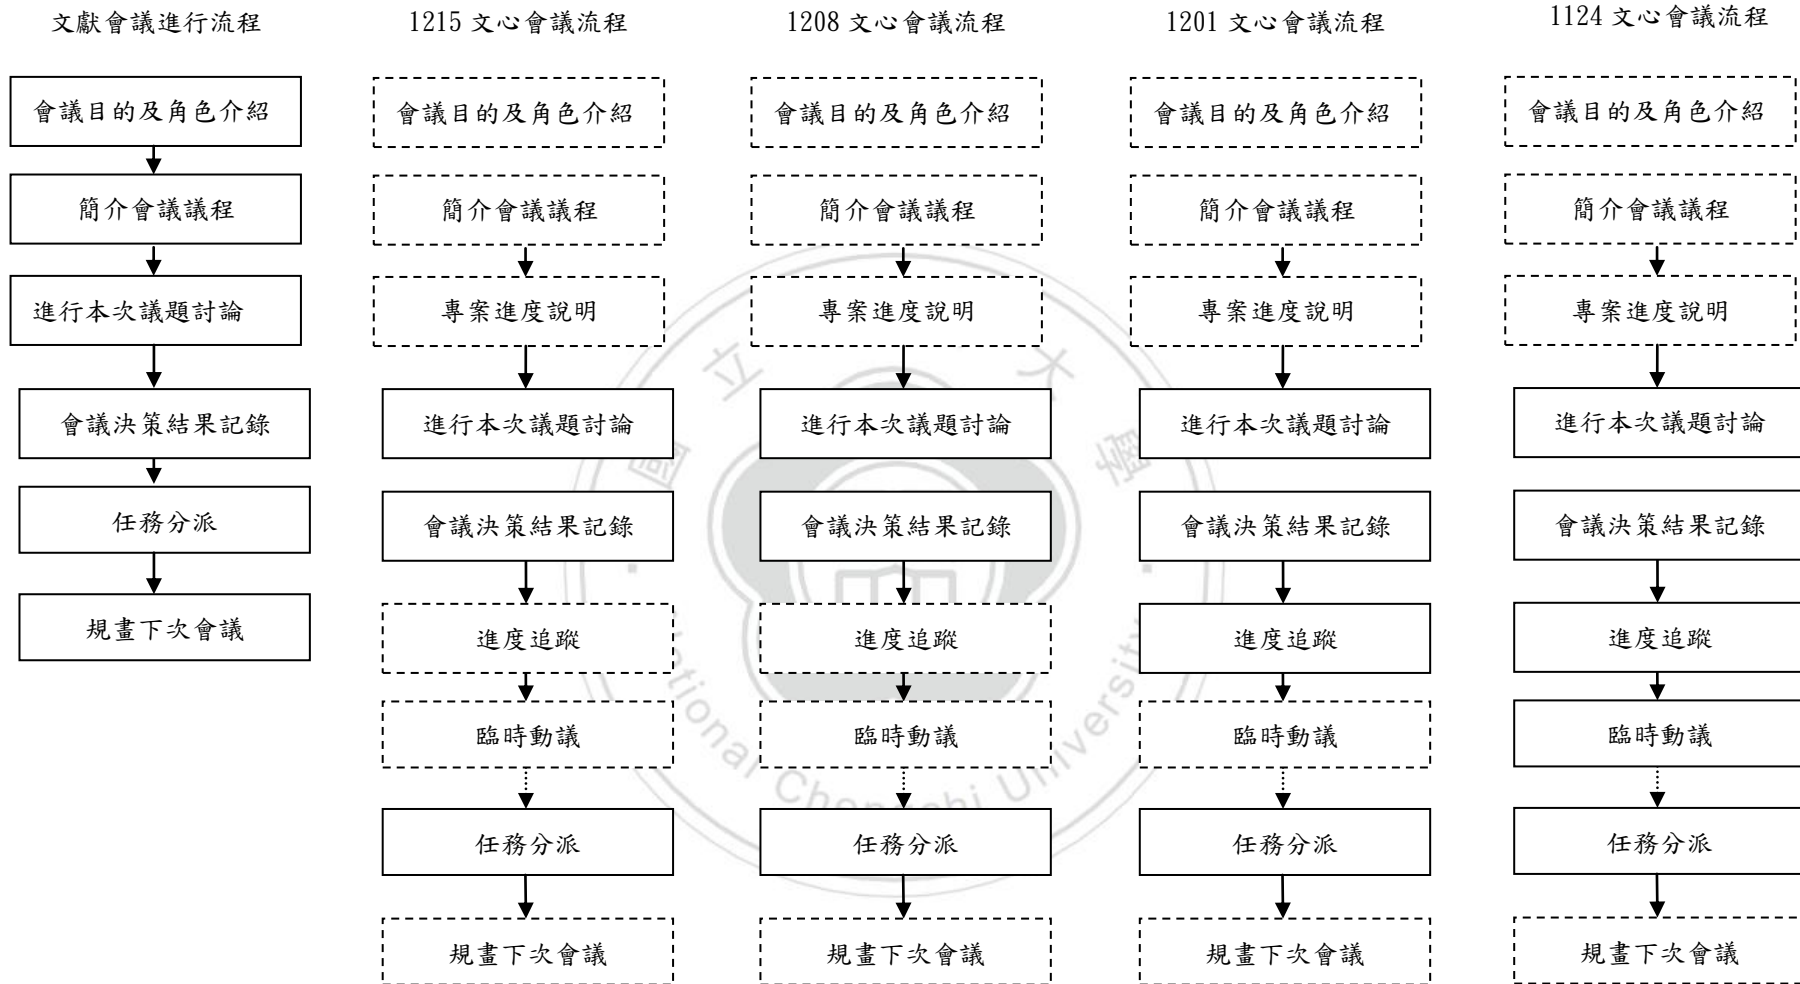 文獻會議進行流程
會議目的及角色介紹
簡介會議議程
進行本次議題討論
會議決策結果記錄
任務分派
規畫下次會議
1215 文心會議流程
會議目的及角色介紹
簡介會議議程
專案進度說明
進行本次議題討論
會議決策結果記錄
進度追蹤
臨時動議
任務分派
規畫下次會議
1208 文心會議流程
會議目的及角色介紹
簡介會議議程
專案進度說明
進行本次議題討論
會議決策結果記錄
進度追蹤
臨時動議
任務分派
規畫下次會議
1201 文心會議流程
會議目的及角色介紹
簡介會議議程
專案進度說明
進行本次議題討論
會議決策結果記錄
進度追蹤
臨時動議
任務分派
規畫下次會議
1124 文心會議流程
會議目的及角色介紹
簡介會議議程
專案進度說明
進行本次議題討論
會議決策結果記錄
進度追蹤
臨時動議
任務分派
規畫下次會議
國立 大學
University